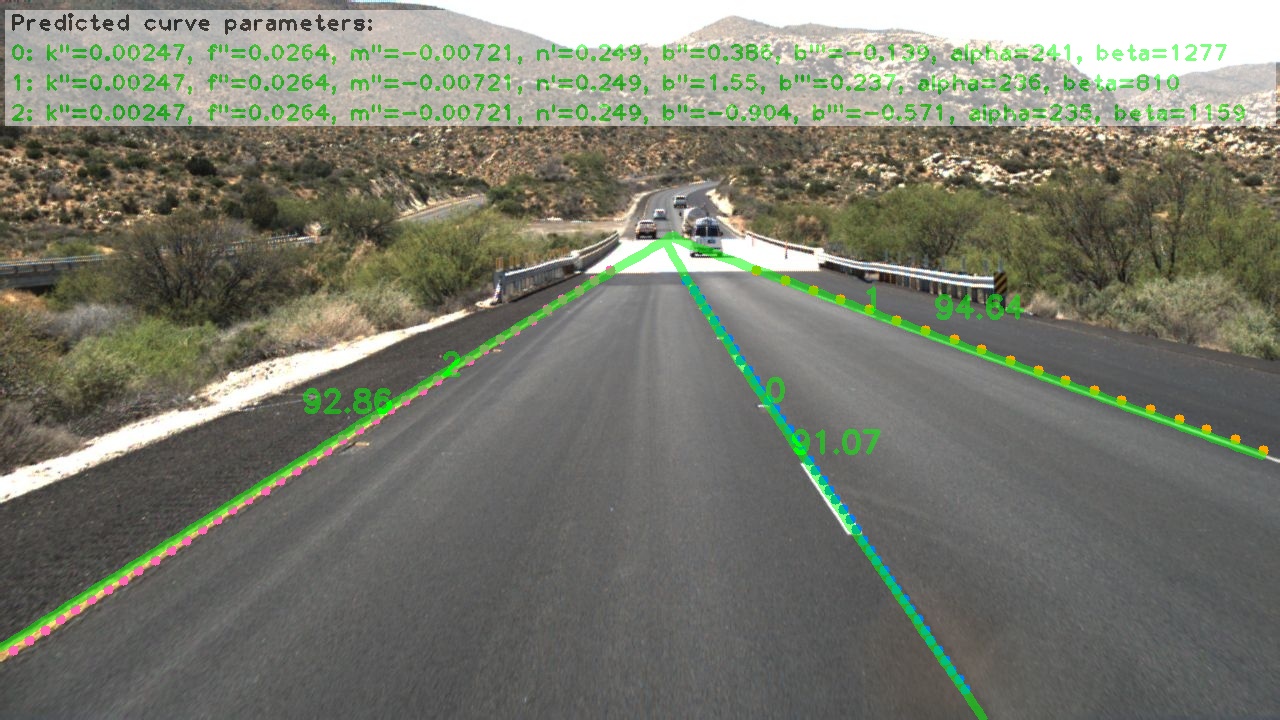 Predicted curve parameters:
0: k''=0.00247, f''=0.0264, m''=-0.00721, n'=0.249, b''=0.386, b'''=-0.139, alpha=241, beta=1277
1: k''=0.00247, f''=0.0264, m''=-0.00721, n'=0.249, b''=1.55, b'''=0.237, alpha=236, beta=810
2: k''=0.00247, f''=0.0264, m''=-0.00721, n'=0.249, b''=-0.904, b'''=-0.571, alpha=235, beta=1159
1
94.64
2
92.86
0
91.07